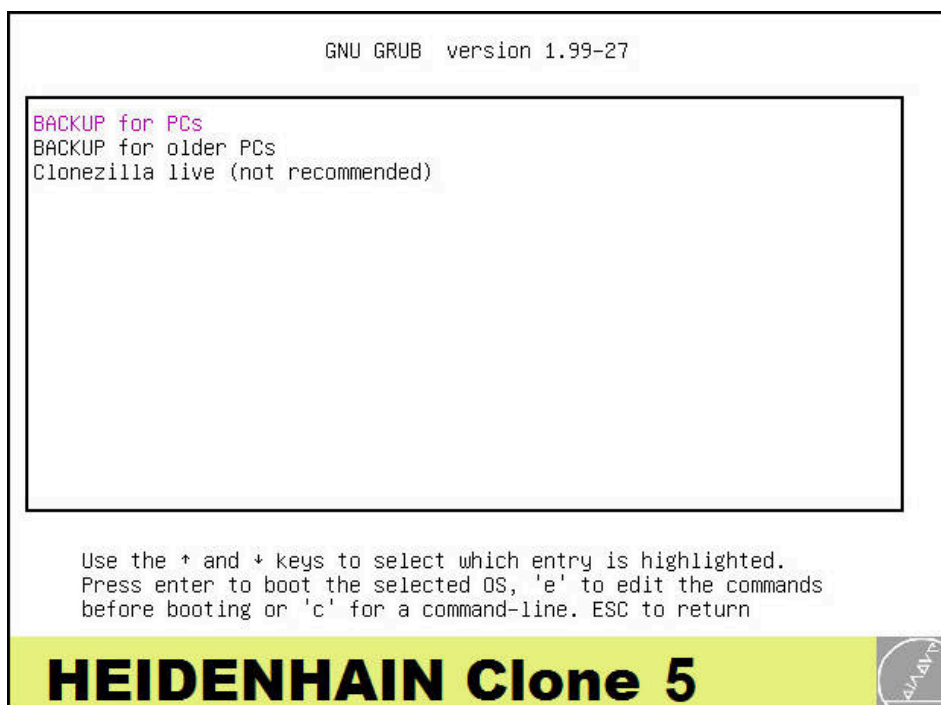 GNU GRUB version 1.99-27
BACKUP for PCs
BACKUP for older PCs
Clonezilla live (not recommended)
Use the ↑ and ↓ keys to select which entry is highlighted.
Press enter to boot the selected OS, 'e' to edit the commands
before booting or 'c' for a command-line. ESC to return
HEIDENHAIN Clone 5